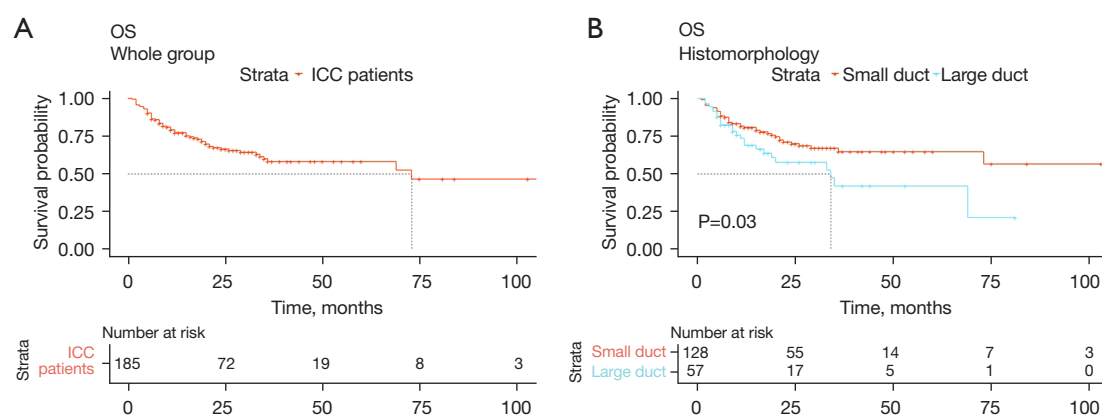 A
OS
Whole group
Strata ICC patients
Survival probability
1.00
0.75
0.50
0.25
0.00
0 25 50 75 100
Time, months
Number at risk
Strata
ICC patients
185 72 19 8 3
0 25 50 75 100
B
OS
Histomorphology
Strata Small duct Large duct
Survival probability
1.00
0.75
0.50
0.25
0.00
P=0.03
0 25 50 75 100
Time, months
Number at risk
Strata
Small duct 128 55 14 7 3
Large duct 57 17 5 1 0
0 25 50 75 100